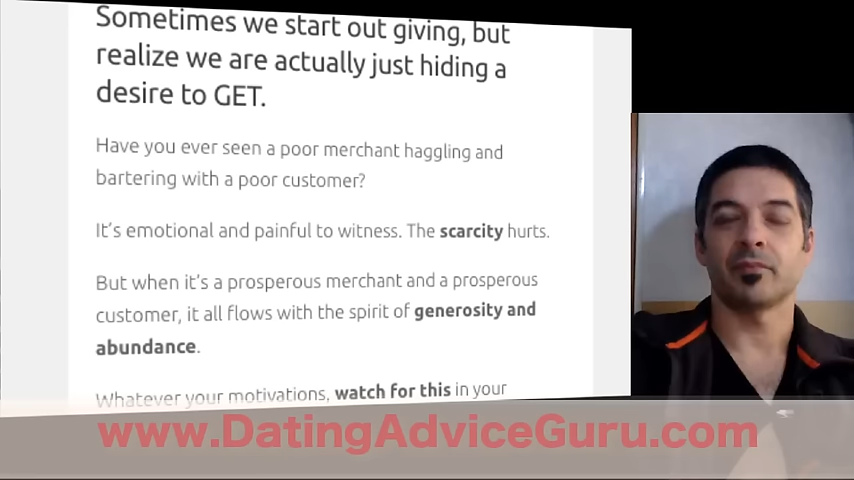 Sometimes we start out giving, but
realize we are actually just hiding a
desire to GET.
Have you ever seen a poor merchant haggling and
bartering with a poor customer?
It's emotional and painful to witness. The scarcity hurts.
But when it's a prosperous merchant and a prosperous
customer, it all flows with the spirit of generosity and
abundance.
Whatever your motivations, watch for this in your
www.DatingAdviceGuru.com